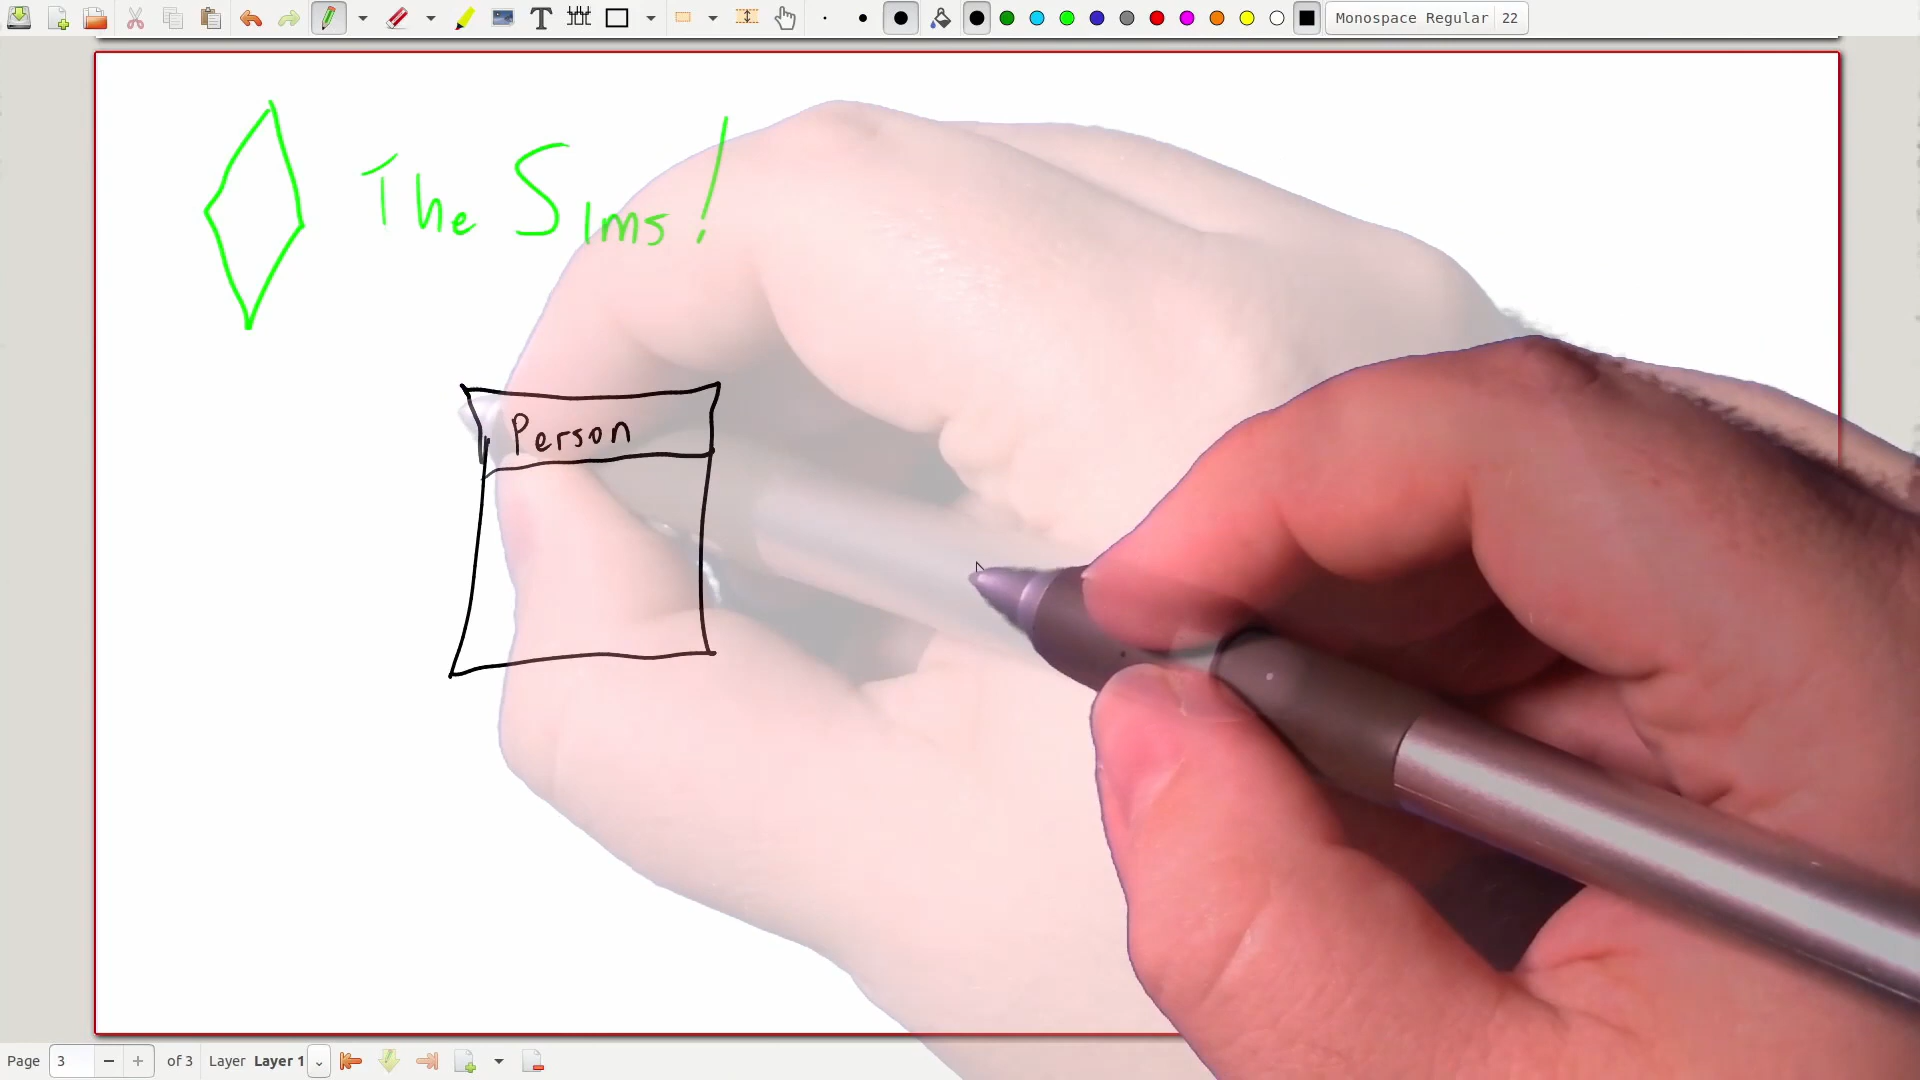 Monospace Regular 22
The Sims!
Person
Page 3 of 3 Layer Layer 1